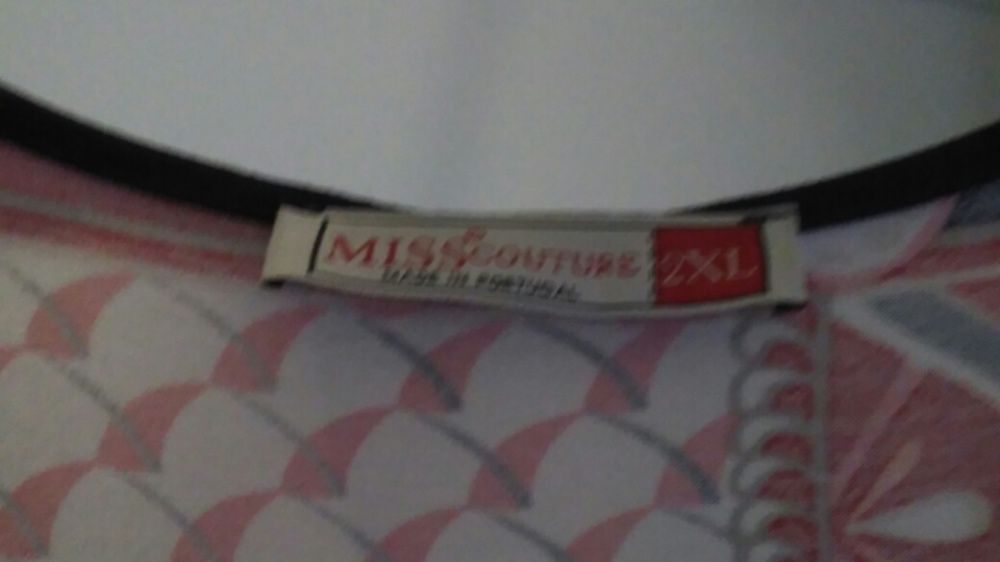 MISS COUTURE 2XL
MADE IN PORTUGAL